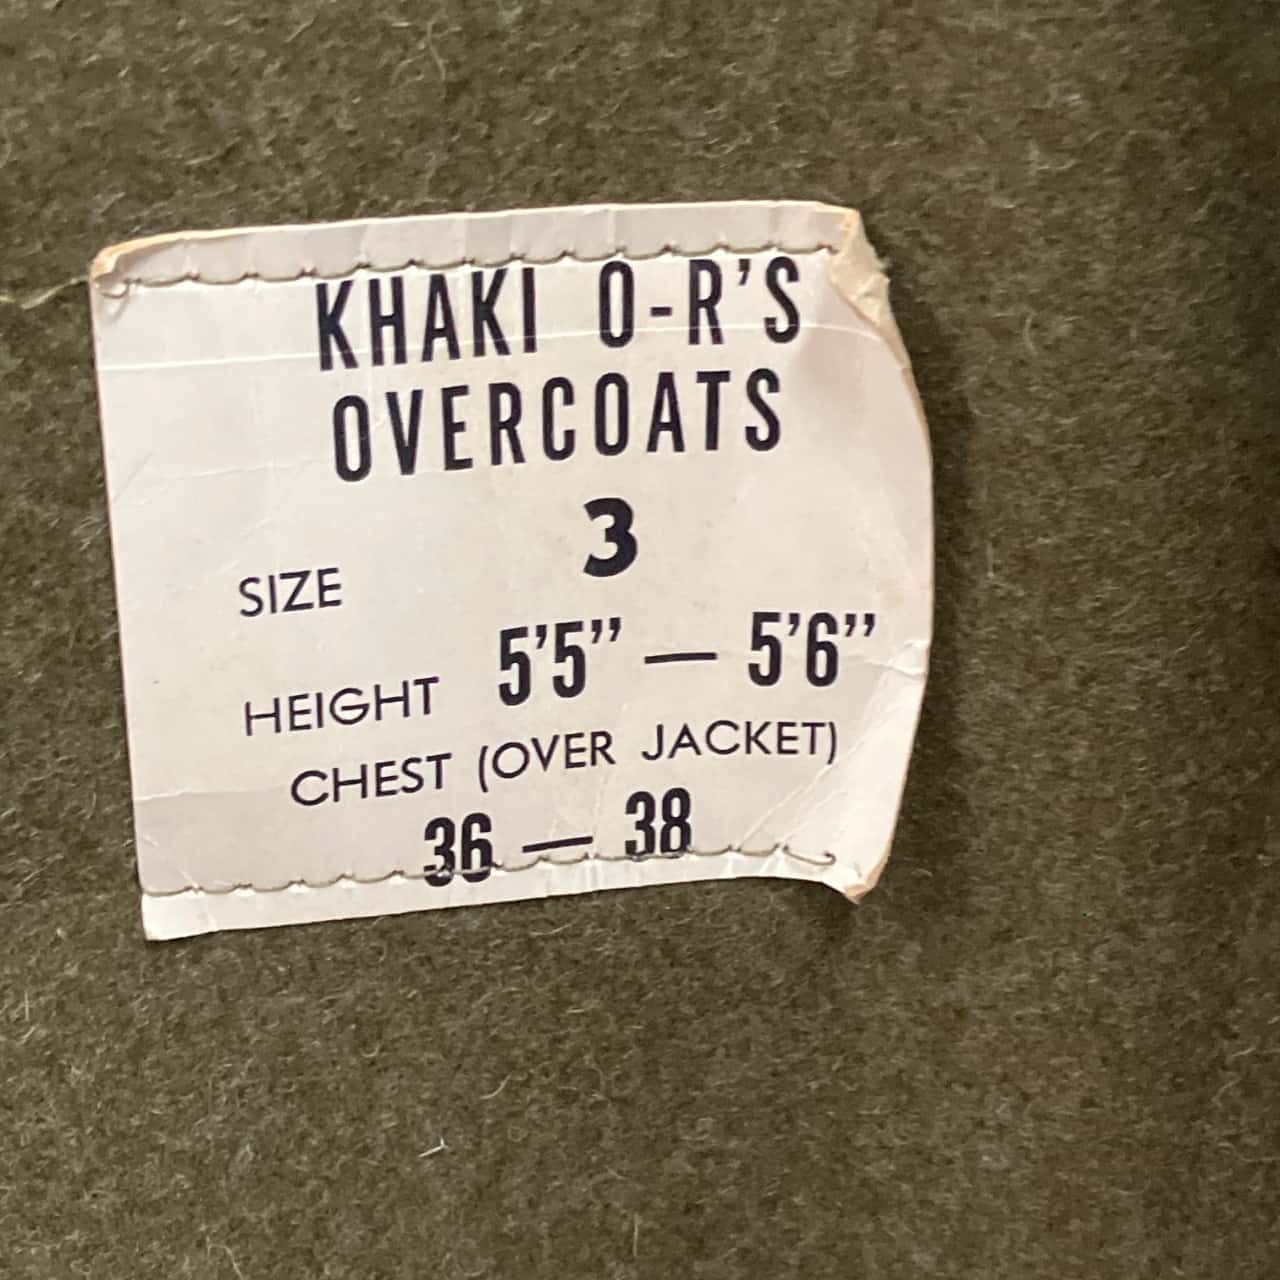 KHAKI O-R'S
OVERCOATS
3
SIZE
HEIGHT 5'5" — 5'6"
CHEST (OVER JACKET)
36 — 38